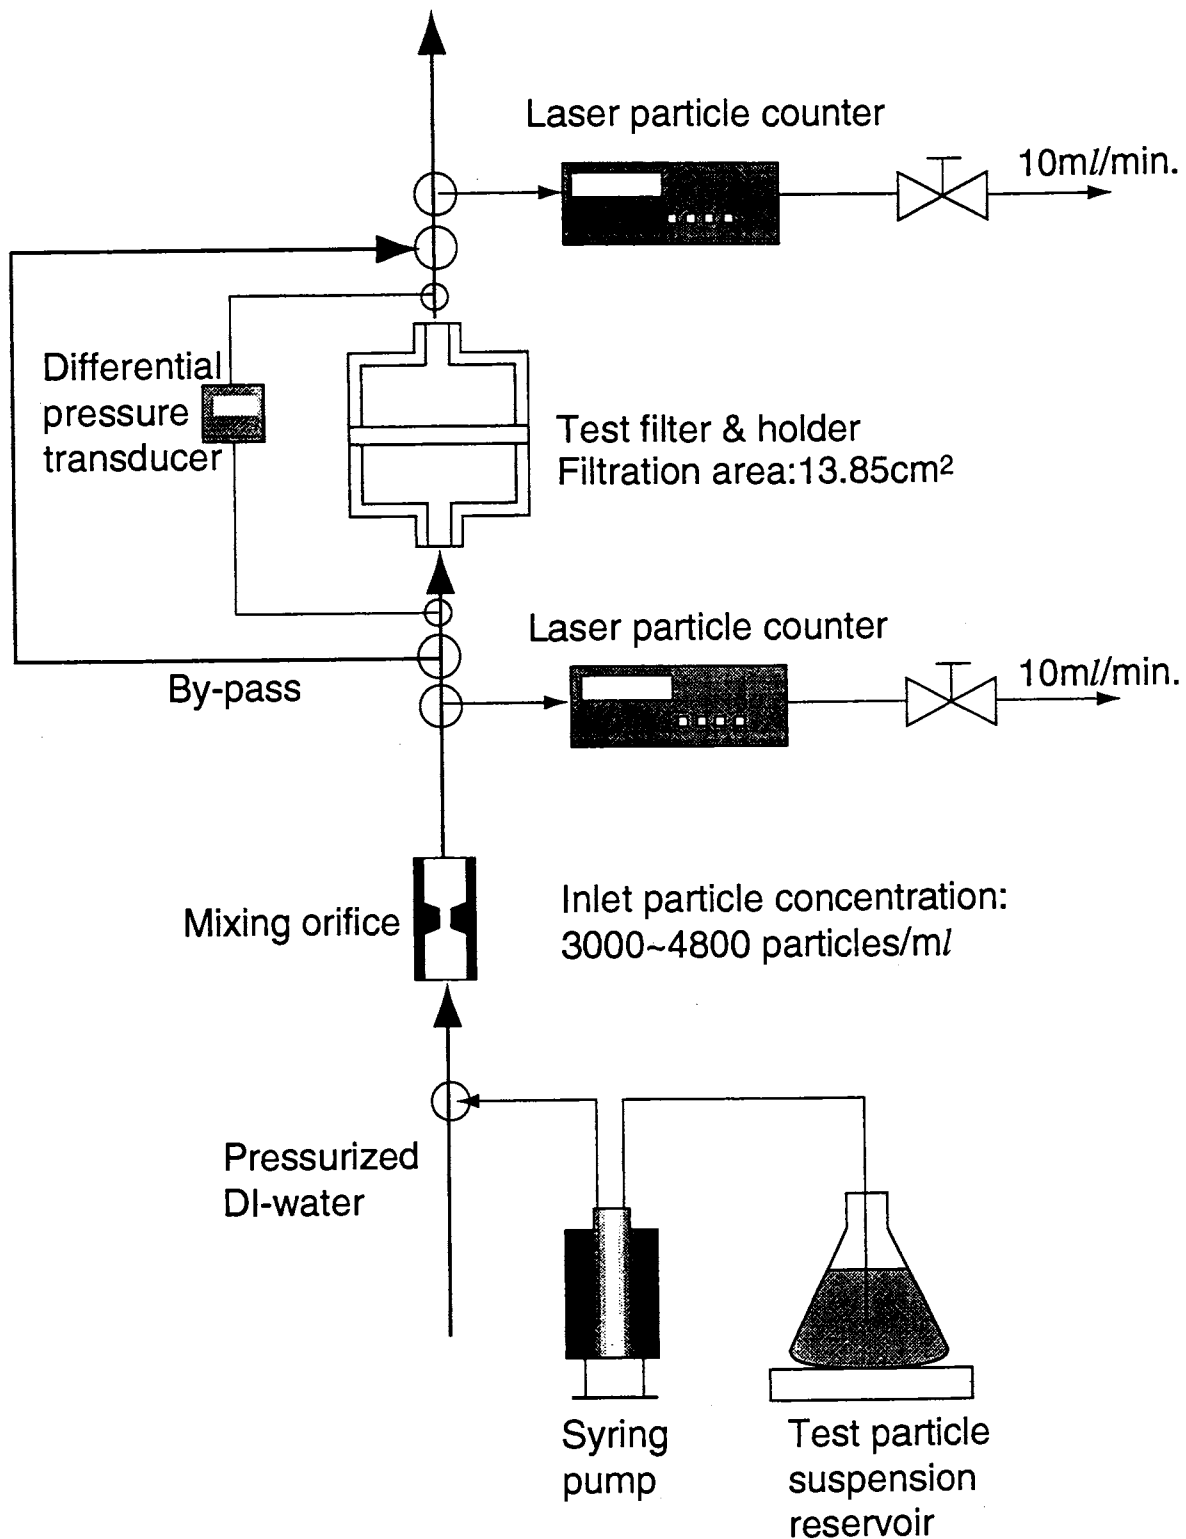 Laser particle counter
10ml/min.
Differential
pressure
transducer
Test filter & holder
Filtration area:13.85cm²
Laser particle counter
10ml/min.
By-pass
Mixing orifice
Inlet particle concentration:
3000~4800 particles/ml
Pressurized
DI-water
Syring
pump
Test particle
suspension
reservoir